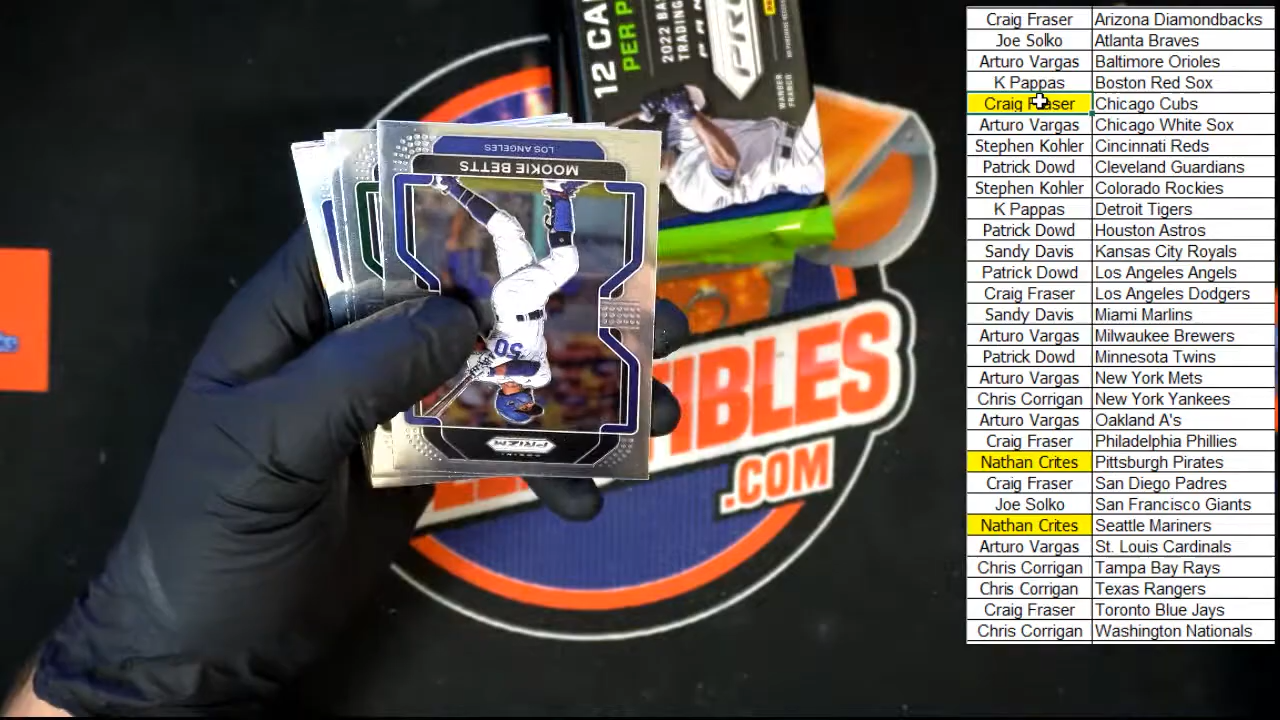 12 CA
PER P
2022 BA
TRADING
PAN
PR
WANDER
FRANCO
LOS ANGELES
MOOKIE BETTS
50
PRIZM
IBLES
.COM
Craig Fraser Arizona Diamondbacks
Joe Solko Atlanta Braves
Arturo Vargas Baltimore Orioles
K Pappas Boston Red Sox
Craig Fraser Chicago Cubs
Arturo Vargas Chicago White Sox
Stephen Kohler Cincinnati Reds
Patrick Dowd Cleveland Guardians
Stephen Kohler Colorado Rockies
K Pappas Detroit Tigers
Patrick Dowd Houston Astros
Sandy Davis Kansas City Royals
Patrick Dowd Los Angeles Angels
Craig Fraser Los Angeles Dodgers
Sandy Davis Miami Marlins
Arturo Vargas Milwaukee Brewers
Patrick Dowd Minnesota Twins
Arturo Vargas New York Mets
Chris Corrigan New York Yankees
Arturo Vargas Oakland A's
Craig Fraser Philadelphia Phillies
Nathan Crites Pittsburgh Pirates
Craig Fraser San Diego Padres
Joe Solko San Francisco Giants
Nathan Crites Seattle Mariners
Arturo Vargas St. Louis Cardinals
Chris Corrigan Tampa Bay Rays
Chris Corrigan Texas Rangers
Craig Fraser Toronto Blue Jays
Chris Corrigan Washington Nationals